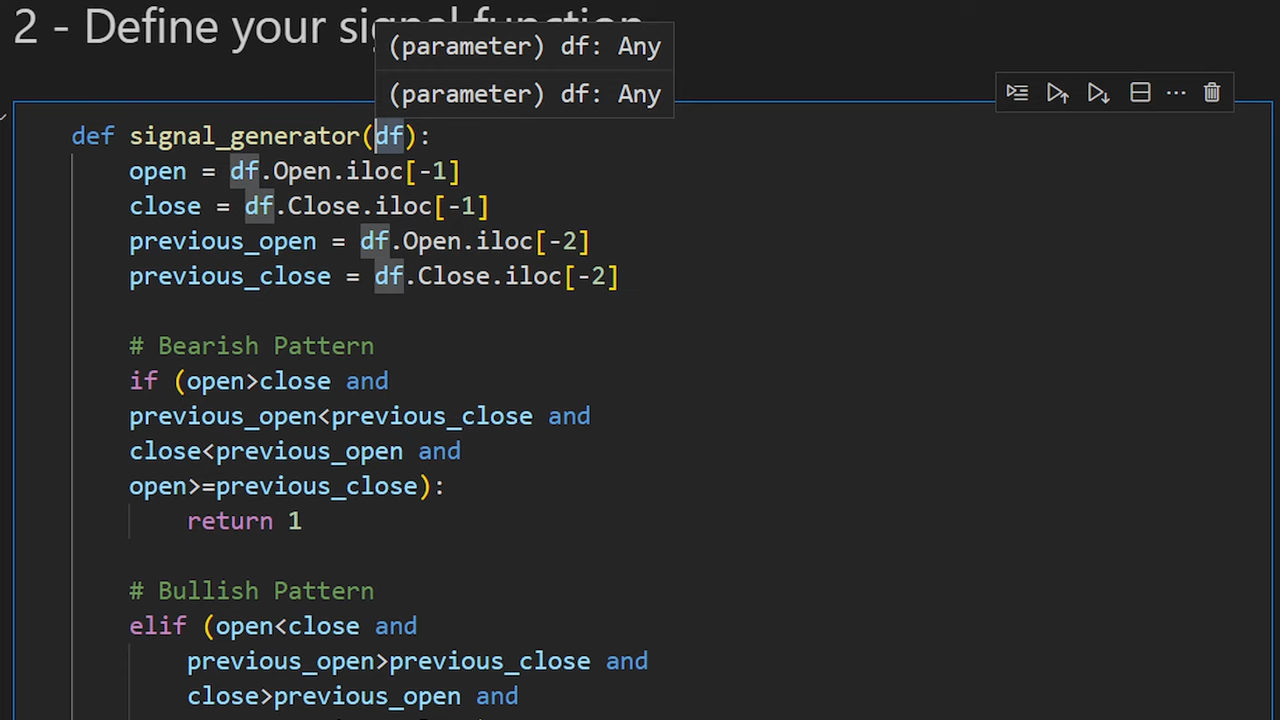 2 - Define your signal function
(parameter) df: Any
(parameter) df: Any
def signal_generator(df):
    open = df.Open.iloc[-1]
    close = df.Close.iloc[-1]
    previous_open = df.Open.iloc[-2]
    previous_close = df.Close.iloc[-2]
    # Bearish Pattern
    if (open>close and
    previous_open<previous_close and
    close<previous_open and
    open>=previous_close):
        return 1
    # Bullish Pattern
    elif (open<close and
        previous_open>previous_close and
        close>previous_open and